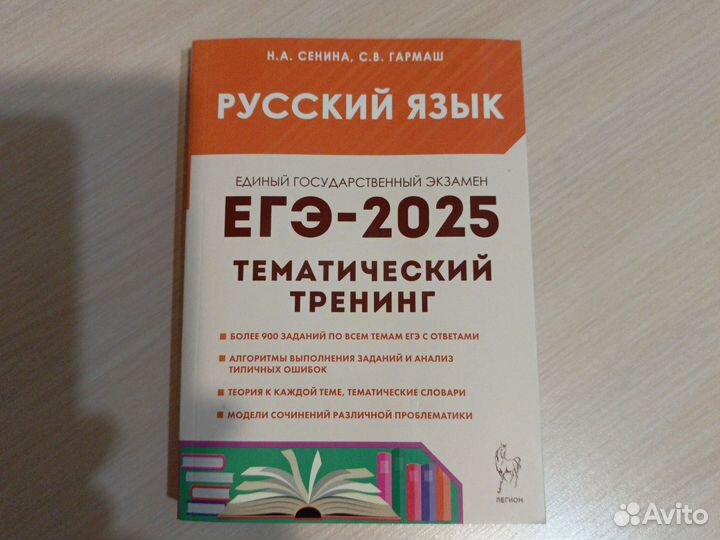 Н.А. СЕНИНА, С.В. ГАРМАШ
РУССКИЙ ЯЗЫК
ЕДИНЫЙ ГОСУДАРСТВЕННЫЙ ЭКЗАМЕН
ЕГЭ-2025
ТЕМАТИЧЕСКИЙ
ТРЕНИНГ
БОЛЕЕ 900 ЗАДАНИЙ ПО ВСЕМ ТЕМАМ ЕГЭ С ОТВЕТАМИ
АЛГОРИТМЫ ВЫПОЛНЕНИЯ ЗАДАНИЙ И АНАЛИЗ
ТИПИЧНЫХ ОШИБОК
ТЕОРИЯ К КАЖДОЙ ТЕМЕ, ТЕМАТИЧЕСКИЕ СЛОВАРИ
МОДЕЛИ СОЧИНЕНИЙ РАЗЛИЧНОЙ ПРОБЛЕМАТИКИ
ЛЕГИОН
Avito